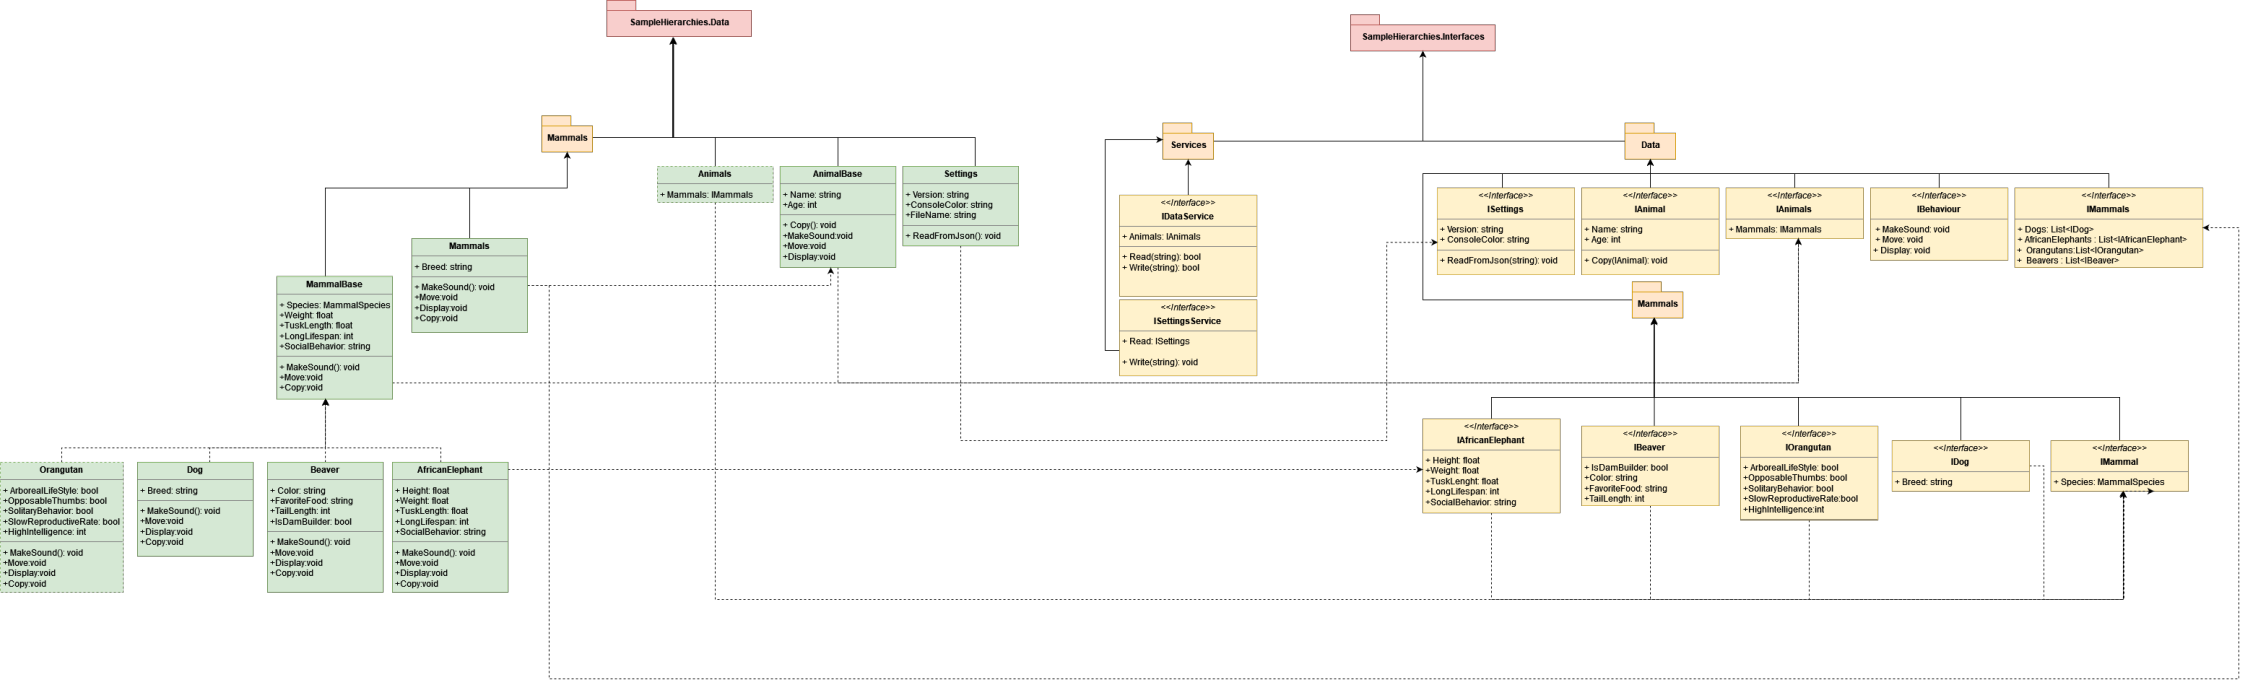 SampleHierarchies.Data
SampleHierarchies.Interfaces
Mammals
Services
Data
Animals
+ Mammals: IMammals
AnimalBase
+ Name: string
+Age: int
+ Copy(): void
+MakeSound:void
+Move:void
+Display:void
Settings
+ Version: string
+ConsoleColor: string
+FileName: string
+ ReadFromJson(): void
<<Interface>>
IDataService
+ Animals: IAnimals
+ Read(string): bool
+ Write(string): bool
<<Interface>>
ISettingsService
+ Read: ISettings
+ Write(string): void
<<Interface>>
ISettings
+ Version: string
+ ConsoleColor: string
+ ReadFromJson(string): void
<<Interface>>
IAnimal
+ Name: string
+ Age: int
+ Copy(IAnimal): void
<<Interface>>
IAnimals
+ Mammals: IMammals
<<Interface>>
IBehaviour
+ MakeSound: void
+ Move: void
+ Display: void
<<Interface>>
IMammals
+ Dogs: List<IDog>
+ AfricanElephants : List<IAfricanElephant>
+ Orangutans:List<IOrangutan>
+ Beavers : List<IBeaver>
Mammals
+ Breed: string
+ MakeSound(): void
+Move:void
+Display:void
+Copy:void
MammalBase
+ Species: MammalSpecies
+Weight: float
+TuskLength: float
+LongLifespan: int
+SocialBehavior: string
+ MakeSound(): void
+Move:void
+Copy:void
Mammals
Orangutan
+ ArborealLifeStyle: bool
+OpposableThumbs: bool
+SolitaryBehavior: bool
+SlowReproductiveRate: bool
+HighIntelligence: int
+ MakeSound(): void
+Move:void
+Display:void
+Copy:void
Dog
+ Breed: string
+ MakeSound(): void
+Move:void
+Display:void
+Copy:void
Beaver
+ Color: string
+FavoriteFood: string
+TailLength: int
+IsDamBuilder: bool
+ MakeSound(): void
+Move:void
+Display:void
+Copy:void
AfricanElephant
+ Height: float
+Weight: float
+TuskLength: float
+LongLifespan: int
+SocialBehavior: string
+ MakeSound(): void
+Move:void
+Display:void
+Copy:void
<<Interface>>
IAfricanElephant
+ Height: float
+Weight: float
+TuskLenght: float
+LongLifespan: int
+SocialBehavior: string
<<Interface>>
IBeaver
+ IsDamBuilder: bool
+Color: string
+FavoriteFood: string
+TailLength: int
<<Interface>>
IOrangutan
+ ArborealLifeStyle: bool
+OpposableThumbs: bool
+SolitaryBehavior: bool
+SlowReproductiveRate:bool
+HighIntelligence:int
<<Interface>>
IDog
+ Breed: string
<<Interface>>
IMammal
+ Species: MammalSpecies